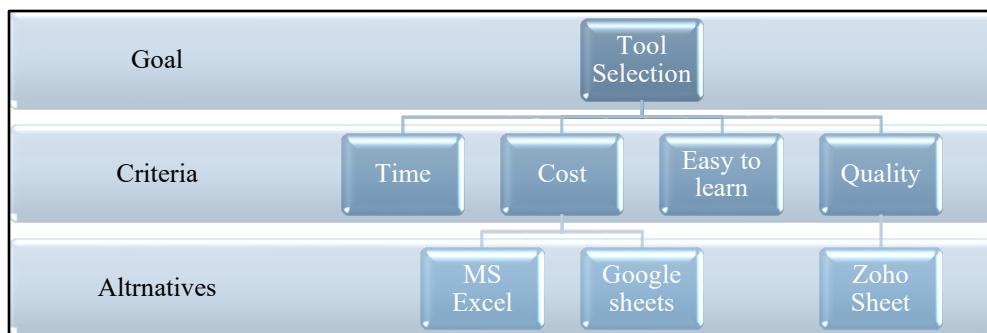 Goal
Tool
Selection
Criteria
Time
Cost
Easy to
learn
Quality
Altrnatives
MS
Excel
Google
sheets
Zoho
Sheet